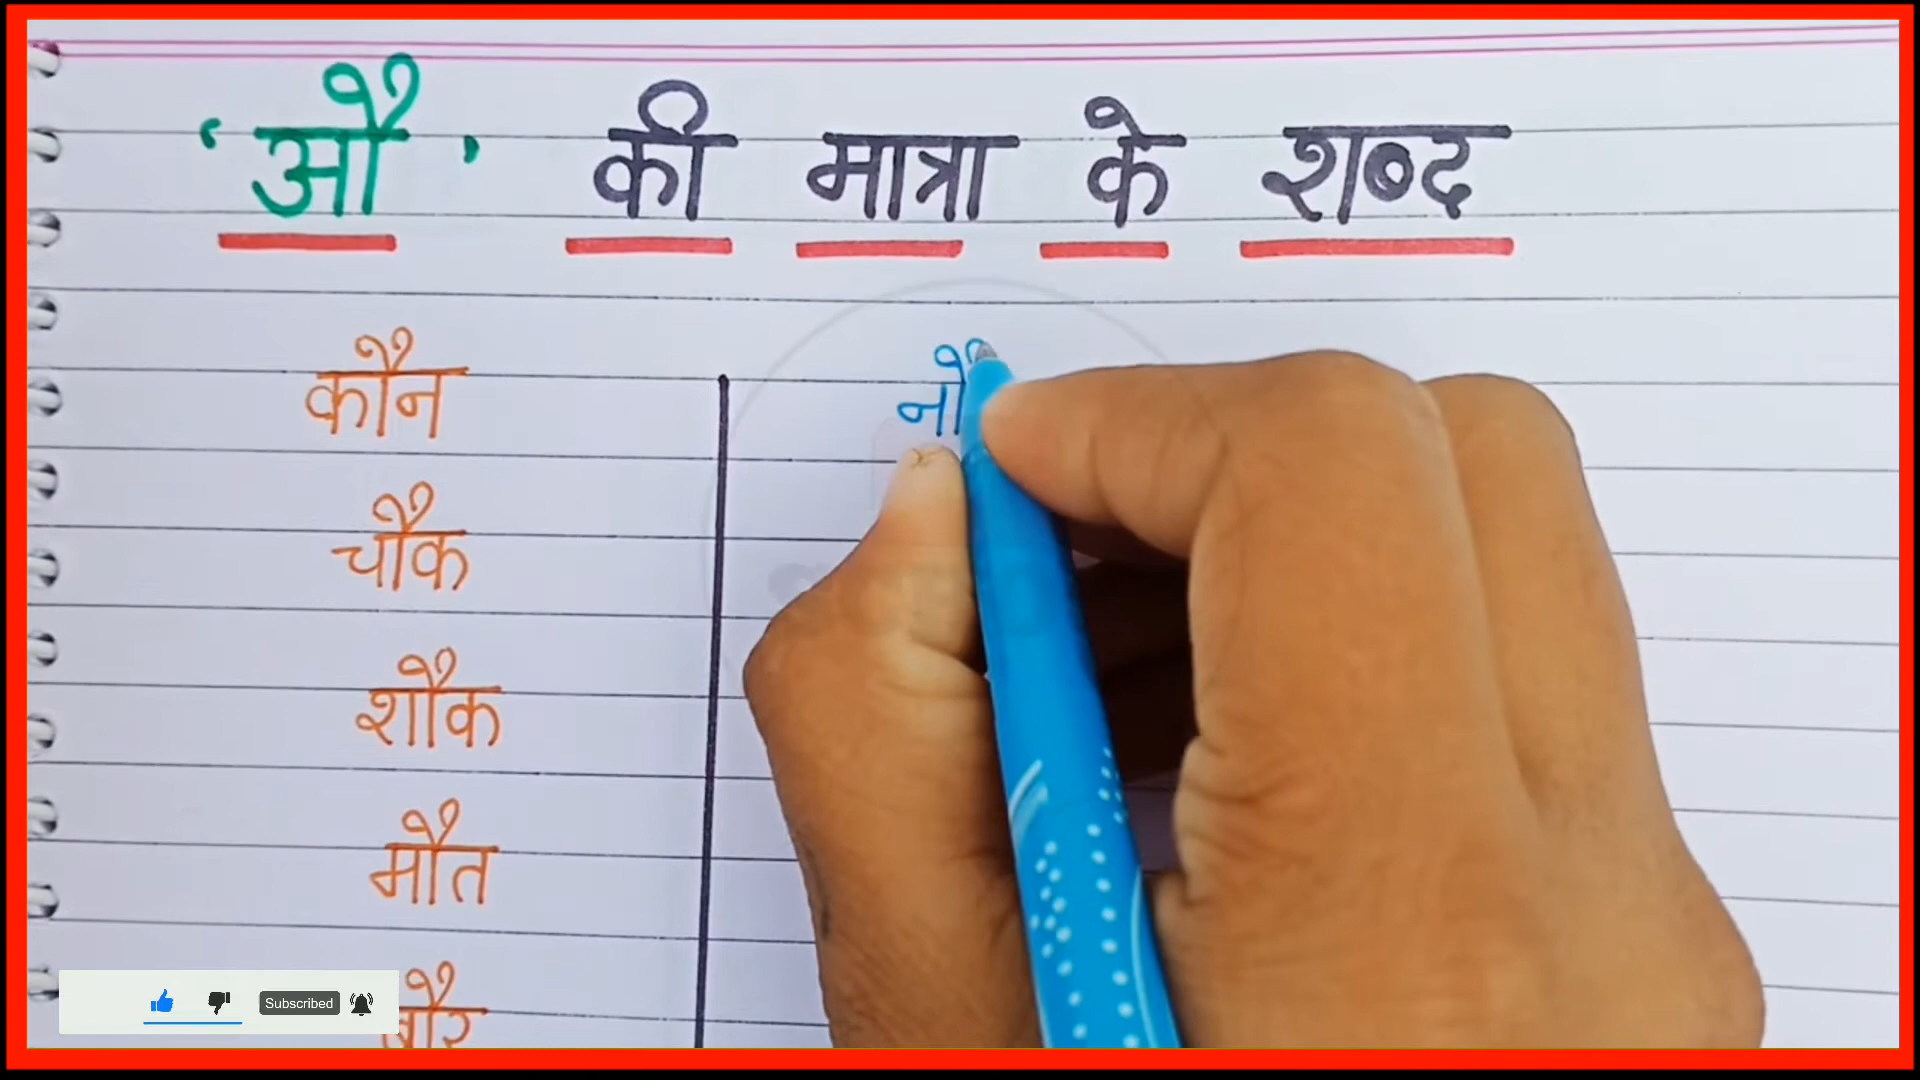 'औ' की मात्रा के शब्द
कौन
चौक
शौक
मौत
Subscribed